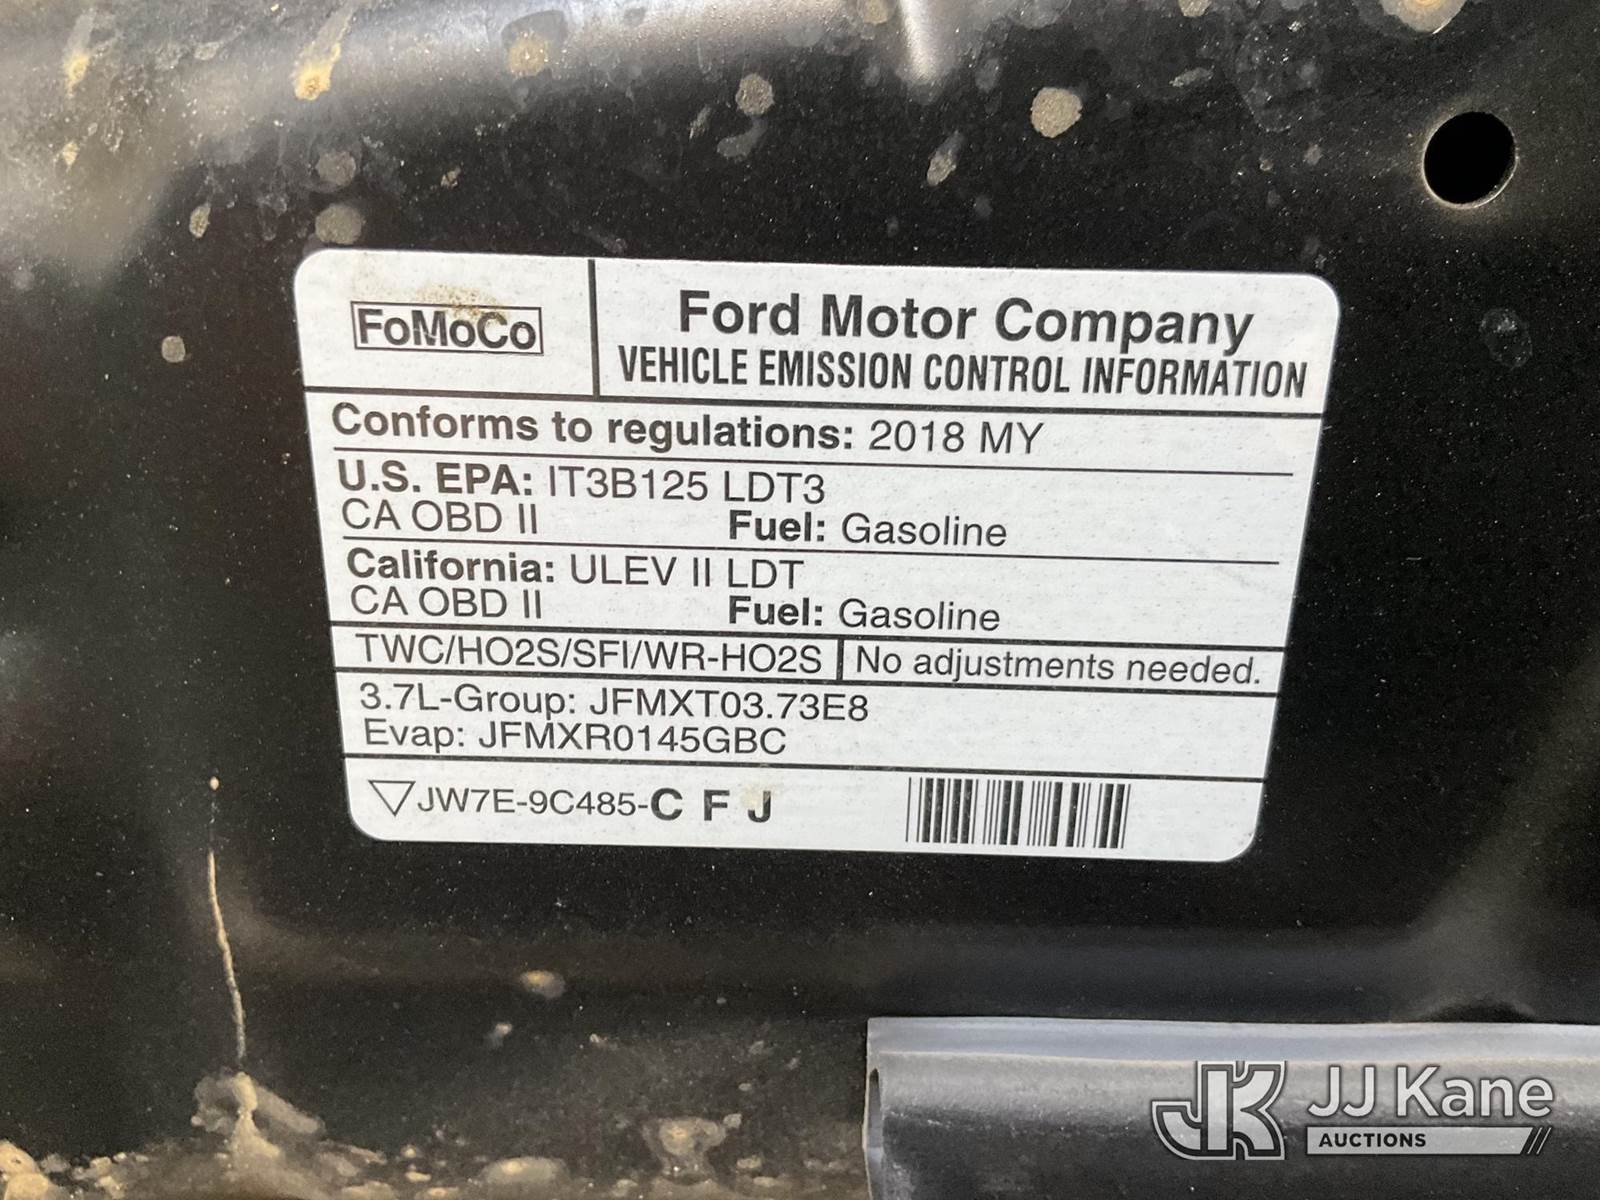 FoMoCo
Ford Motor Company
VEHICLE EMISSION CONTROL INFORMATION
Conforms to regulations: 2018 MY
U.S. EPA: IT3B125 LDT3
CA OBD II Fuel: Gasoline
California: ULEV II LDT
CA OBD II Fuel: Gasoline
TWC/HO2S/SFI/WR-HO2S No adjustments needed.
3.7L-Group: JFMXT03.73E8
Evap: JFMXR0145GBC
JW7E-9C485-C F J
JK JJ Kane
AUCTIONS